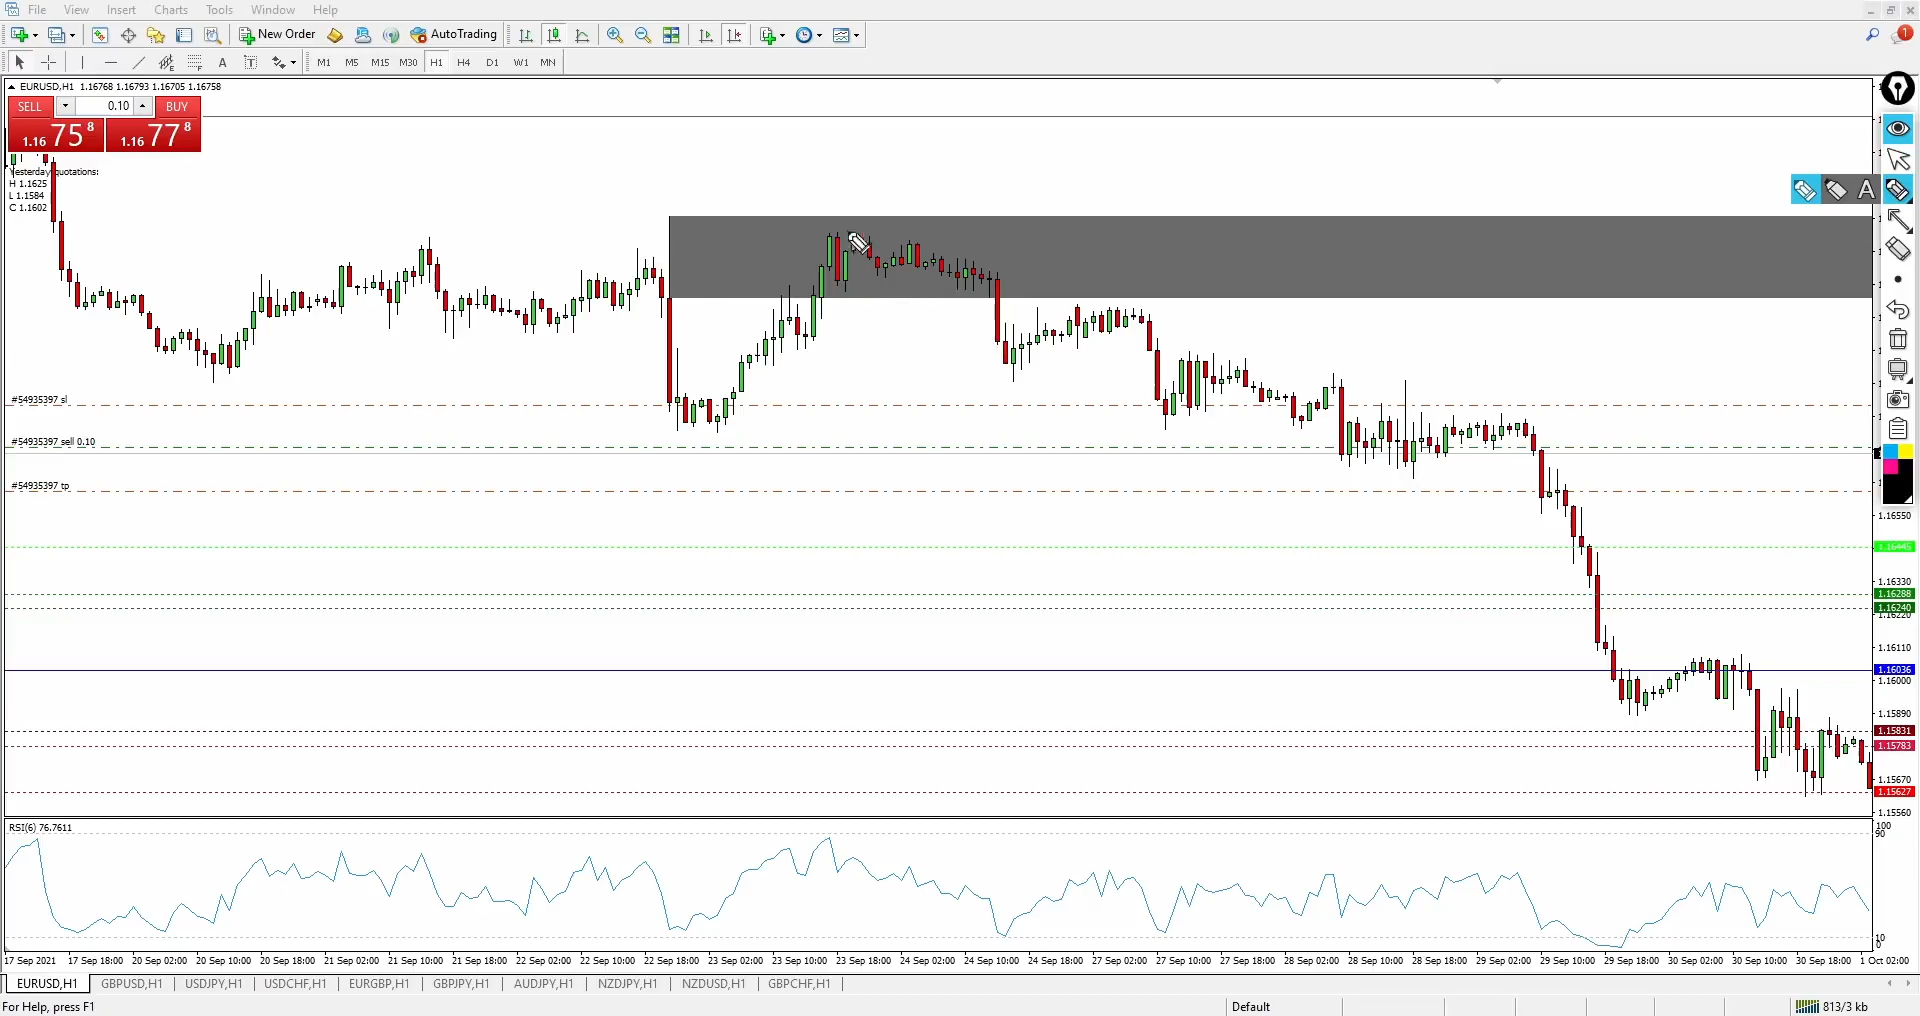 File View Insert Charts Tools Window Help
New Order AutoTrading 1
A T M1 M5 M15 M30 H1 H4 D1 W1 MN
EURUSD,H1 1.16768 1.16793 1.16705 1.16758
SELL 0.10 BUY
1.16 75 8 1.16 77 8
Yesterday quotations:
H 1.1625
L 1.1584
C 1.1602
A
#54935397 sl
#54935397 sell 0.10
#54935397 tp
1.16550
1.16445
1.16330
1.16288
1.16240
1.16220
1.16110
1.16036
1.16000
1.15890
1.15831
1.15783
1.15670
1.15627
1.15560
RSI(6) 76.7611
100
90
10
0
17 Sep 2021 17 Sep 18:00 20 Sep 02:00 20 Sep 10:00 20 Sep 18:00 21 Sep 02:00 21 Sep 10:00 21 Sep 18:00 22 Sep 02:00 22 Sep 10:00 22 Sep 18:00 23 Sep 02:00 23 Sep 10:00 23 Sep 18:00 24 Sep 02:00 24 Sep 10:00 24 Sep 18:00 27 Sep 02:00 27 Sep 10:00 27 Sep 18:00 28 Sep 02:00 28 Sep 10:00 28 Sep 18:00 29 Sep 02:00 29 Sep 10:00 29 Sep 18:00 30 Sep 02:00 30 Sep 10:00 30 Sep 18:00 1 Oct 02:00
EURUSD,H1 GBPUSD,H1 USDJPY,H1 USDCHF,H1 EURGBP,H1 GBPJPY,H1 AUDJPY,H1 NZDJPY,H1 NZDUSD,H1 GBPCHF,H1
For Help, press F1 Default 813/3 kb